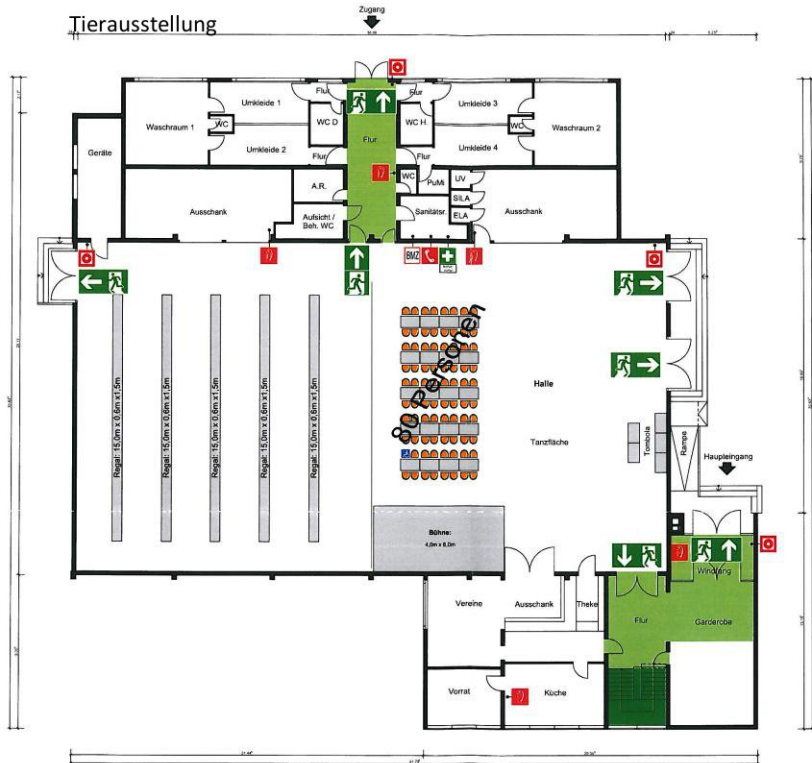 Tierausstellung
Zugang
Flur
Flur
Umkleide 1
Umkleide 3
Waschraum 1
WC
WC D
WC H.
WC
Waschraum 2
Flur
Umkleide 2
Umkleide 4
Flur
Flur
Geräte
A.R.
WC
PuMi
UV
SILA
ELA
Ausschank
Aufsicht /
Beh. WC
Sanitätsr.
Ausschank
BMZ
80 Personen
Halle
Tanzfläche
Tombola
Rampe
Haupteingang
Regal: 15,0m x 0,6m x1,5m
Regal: 15,0m x 0,6m x1,5m
Regal: 15,0m x 0,6m x1,5m
Regal: 15,0m x 0,6m x1,5m
Regal: 15,0m x 0,6m x1,5m
Bühne:
4,0m x 8,0m
Windfang
Vereine
Ausschank
Theke
Flur
Garderobe
Vorrat
Küche